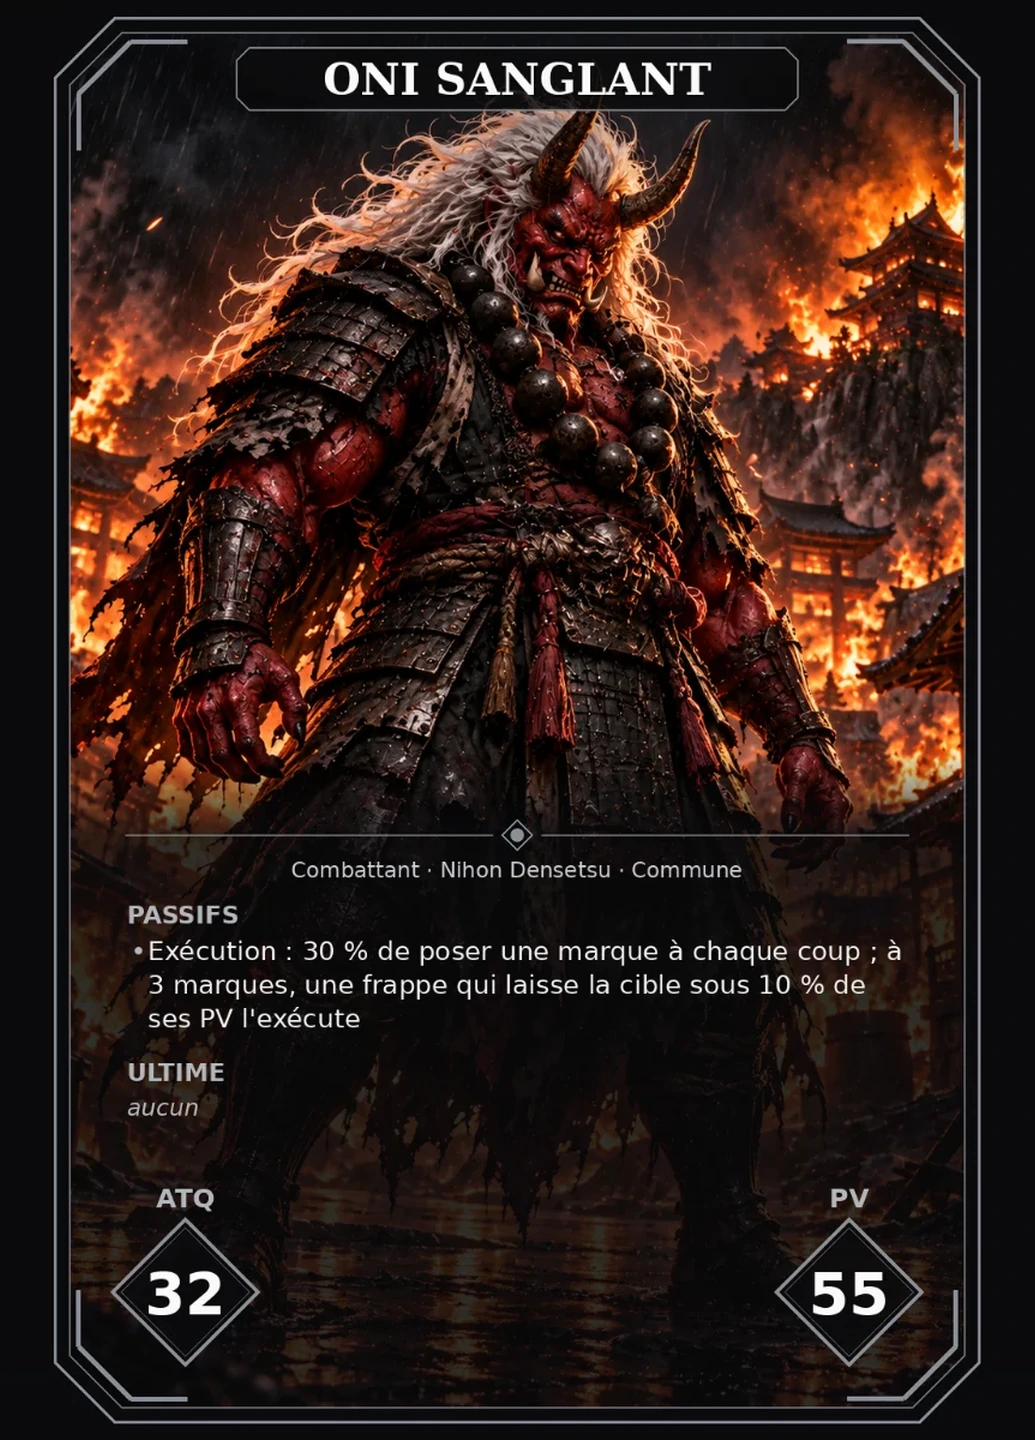 ONI SANGLANT
Combattant · Nihon Densetsu · Commune
PASSIFS
•Exécution : 30 % de poser une marque à chaque coup ; à
3 marques, une frappe qui laisse la cible sous 10 % de
ses PV l'exécute
ULTIME
aucun
ATQ
PV
32
55